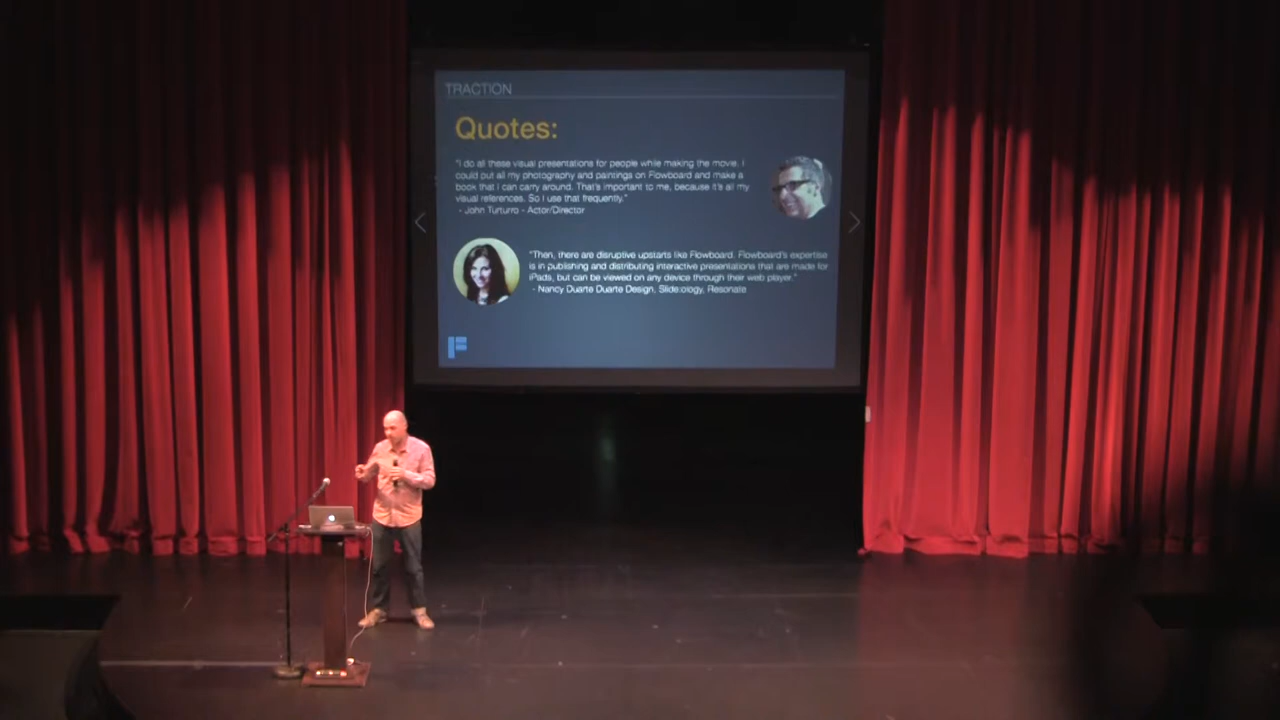 TRACTION
Quotes:
"I do all these visual presentations for people while making the movie. I
could put all my photography and paintings on Flowboard and make a
book that I can carry around. That's important to me, because it's all my
visual references. So I use that frequently."
- John Turturro - Actor/Director
"Then, there are disruptive upstarts like Flowboard. Flowboard's expertise
is in publishing and distributing interactive presentations that are made for
iPads, but can be viewed on any device through their web player."
- Nancy Duarte Duarte Design, Slide:ology, Resonate